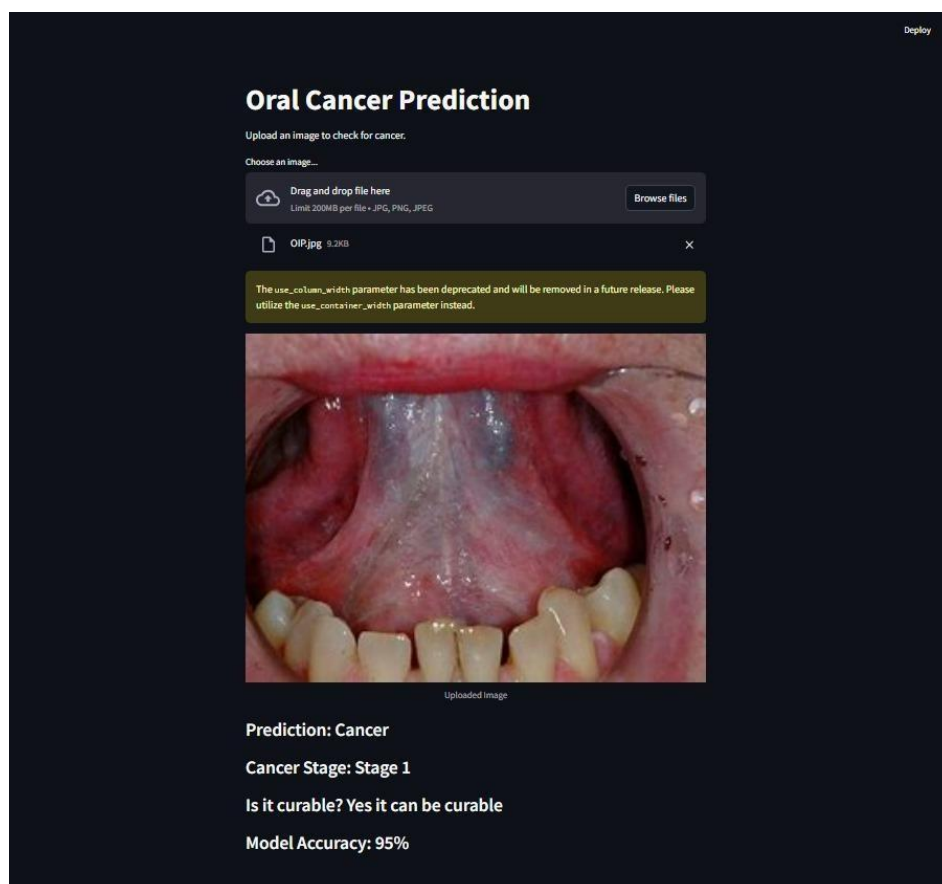 Deploy
Oral Cancer Prediction
Upload an image to check for cancer.
Choose an image...
Drag and drop file here
Limit 200MB per file • JPG, PNG, JPEG
Browse files
OIP.jpg 9.2KB
The use_column_width parameter has been deprecated and will be removed in a future release. Please
utilize the use_container_width parameter instead.
Uploaded Image
Prediction: Cancer
Cancer Stage: Stage 1
Is it curable? Yes it can be curable
Model Accuracy: 95%